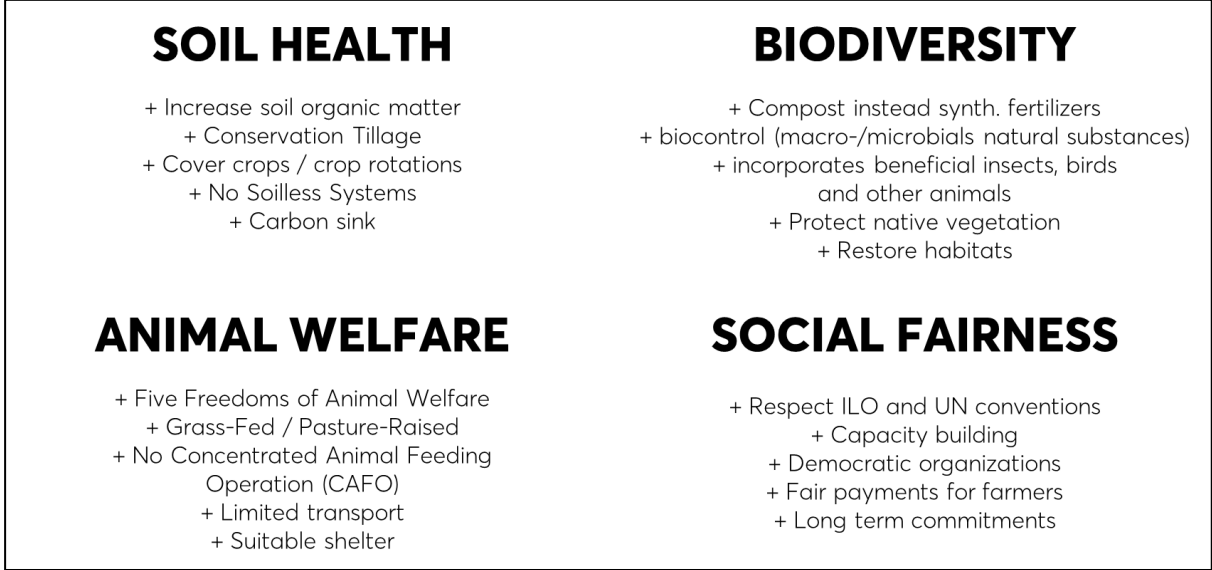 SOIL HEALTH
+ Increase soil organic matter
+ Conservation Tillage
+ Cover crops / crop rotations
+ No Soilless Systems
+ Carbon sink
BIODIVERSITY
+ Compost instead synth. fertilizers
+ biocontrol (macro-/microbials natural substances)
+ incorporates beneficial insects, birds
and other animals
+ Protect native vegetation
+ Restore habitats
ANIMAL WELFARE
+ Five Freedoms of Animal Welfare
+ Grass-Fed / Pasture-Raised
+ No Concentrated Animal Feeding
Operation (CAFO)
+ Limited transport
+ Suitable shelter
SOCIAL FAIRNESS
+ Respect ILO and UN conventions
+ Capacity building
+ Democratic organizations
+ Fair payments for farmers
+ Long term commitments